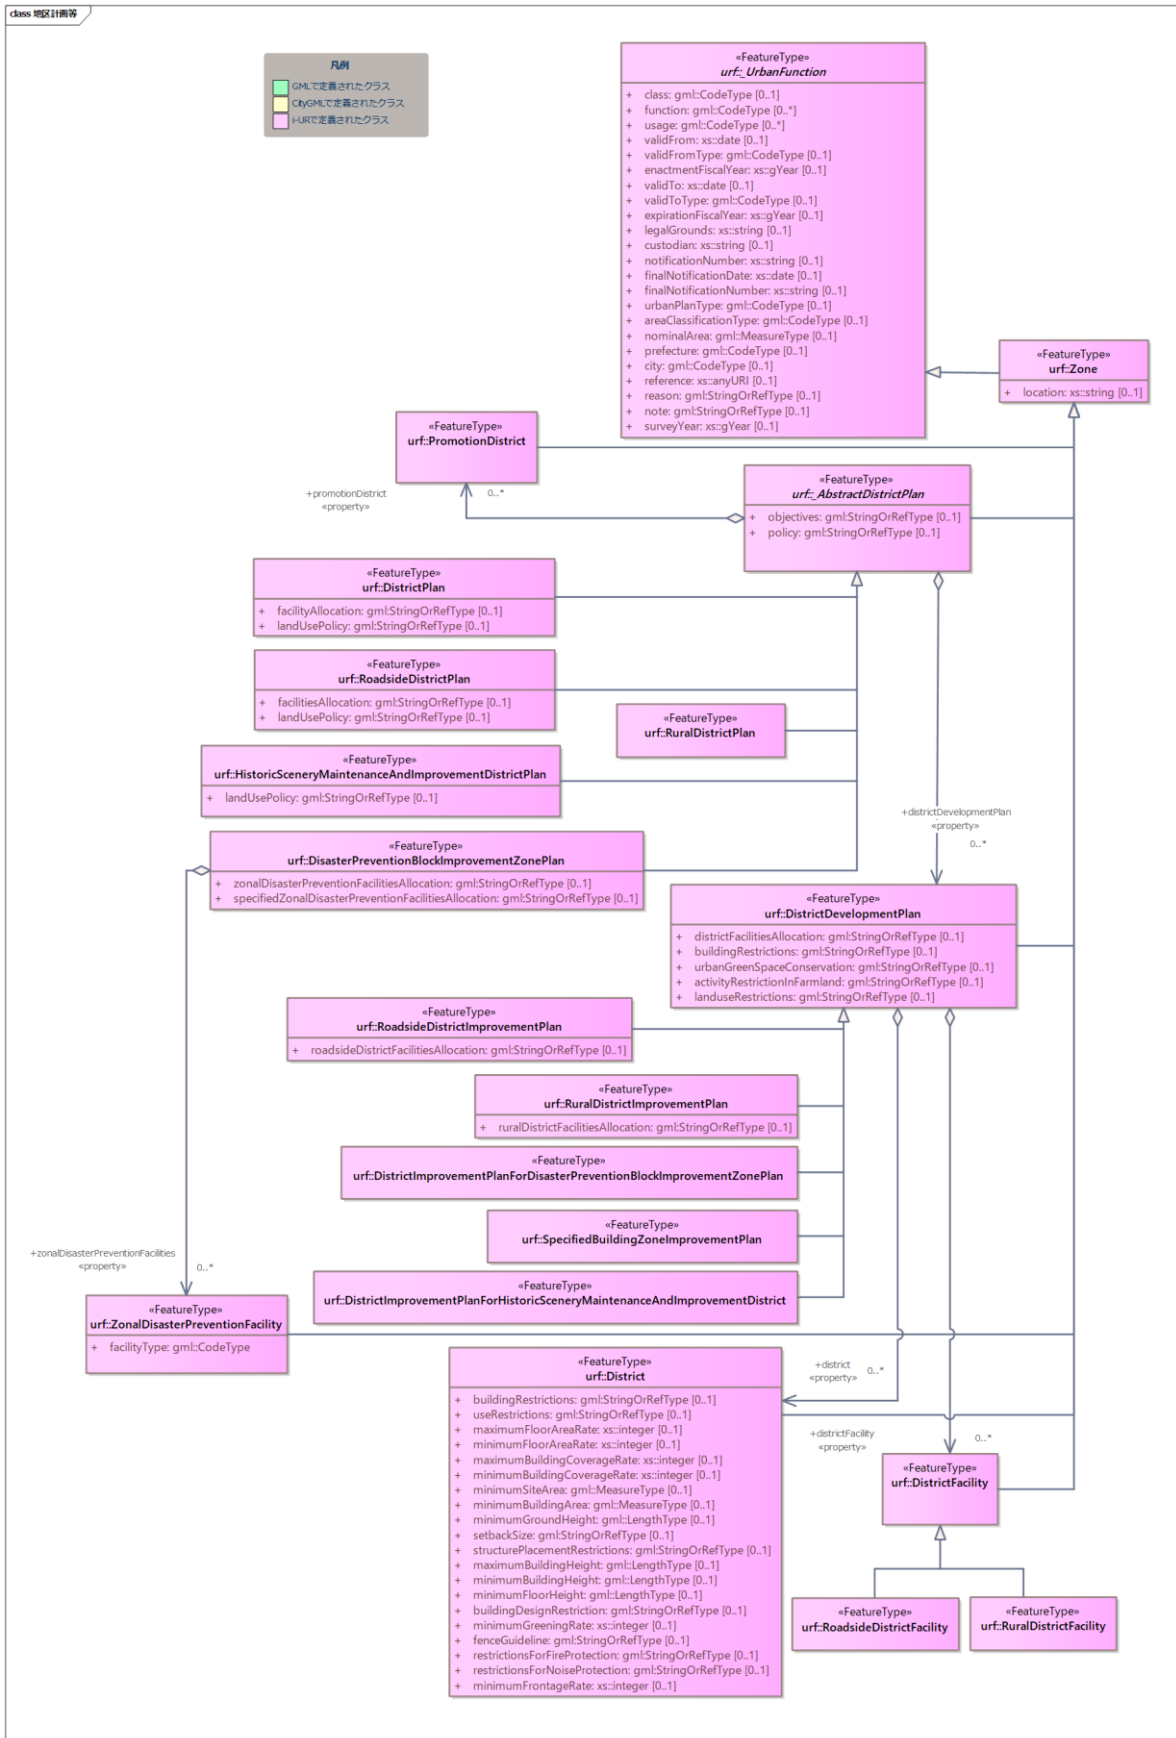 class 地区計画等
凡例
GMLで定義されたクラス
CityGMLで定義されたクラス
i-URで定義されたクラス
«FeatureType»
urf::_UrbanFunction
+ class: gml::CodeType [0..1]
+ function: gml::CodeType [0..*]
+ usage: gml::CodeType [0..*]
+ validFrom: xs::date [0..1]
+ validFromType: gml::CodeType [0..1]
+ enactmentFiscalYear: xs::gYear [0..1]
+ validTo: xs::date [0..1]
+ validToType: gml::CodeType [0..1]
+ expirationFiscalYear: xs::gYear [0..1]
+ legalGrounds: xs::string [0..1]
+ custodian: xs::string [0..1]
+ notificationNumber: xs::string [0..1]
+ finalNotificationDate: xs::date [0..1]
+ finalNotificationNumber: xs::string [0..1]
+ urbanPlanType: gml::CodeType [0..1]
+ areaClassificationType: gml::CodeType [0..1]
+ nominalArea: gml::MeasureType [0..1]
+ prefecture: gml::CodeType [0..1]
+ city: gml::CodeType [0..1]
+ reference: xs::anyURI [0..1]
+ reason: gml:StringOrRefType [0..1]
+ note: gml:StringOrRefType [0..1]
+ surveyYear: xs::gYear [0..1]
«FeatureType»
urf::Zone
+ location: xs::string [0..1]
«FeatureType»
urf::PromotionDistrict
+promotionDistrict
«property»
0..*
«FeatureType»
urf::_AbstractDistrictPlan
+ objectives: gml:StringOrRefType [0..1]
+ policy: gml:StringOrRefType [0..1]
«FeatureType»
urf::DistrictPlan
+ facilityAllocation: gml:StringOrRefType [0..1]
+ landUsePolicy: gml:StringOrRefType [0..1]
«FeatureType»
urf::RoadsideDistrictPlan
+ facilitiesAllocation: gml:StringOrRefType [0..1]
+ landUsePolicy: gml:StringOrRefType [0..1]
«FeatureType»
urf::RuralDistrictPlan
«FeatureType»
urf::HistoricSceneryMaintenanceAndImprovementDistrictPlan
+ landUsePolicy: gml:StringOrRefType [0..1]
+districtDevelopmentPlan
«property»
0..*
«FeatureType»
urf::DisasterPreventionBlockImprovementZonePlan
+ zonalDisasterPreventionFacilitiesAllocation: gml:StringOrRefType [0..1]
+ specifiedZonalDisasterPreventionFacilitiesAllocation: gml:StringOrRefType [0..1]
«FeatureType»
urf::DistrictDevelopmentPlan
+ districtFacilitiesAllocation: gml:StringOrRefType [0..1]
+ buildingRestrictions: gml:StringOrRefType [0..1]
+ urbanGreenSpaceConservation: gml:StringOrRefType [0..1]
+ activityRestrictionInFarmland: gml:StringOrRefType [0..1]
+ landuseRestrictions: gml:StringOrRefType [0..1]
«FeatureType»
urf::RoadsideDistrictImprovementPlan
+ roadsideDistrictFacilitiesAllocation: gml:StringOrRefType [0..1]
«FeatureType»
urf::RuralDistrictImprovementPlan
+ ruralDistrictFacilitiesAllocation: gml:StringOrRefType [0..1]
«FeatureType»
urf::DistrictImprovementPlanForDisasterPreventionBlockImprovementZonePlan
«FeatureType»
urf::SpecifiedBuildingZoneImprovementPlan
«FeatureType»
urf::DistrictImprovementPlanForHistoricSceneryMaintenanceAndImprovementDistrict
+zonalDisasterPreventionFacilities
«property»
0..*
«FeatureType»
urf::ZonalDisasterPreventionFacility
+ facilityType: gml::CodeType
«FeatureType»
urf::District
+ buildingRestrictions: gml:StringOrRefType [0..1]
+ useRestrictions: gml:StringOrRefType [0..1]
+ maximumFloorAreaRate: xs::integer [0..1]
+ minimumFloorAreaRate: xs::integer [0..1]
+ maximumBuildingCoverageRate: xs::integer [0..1]
+ minimumBuildingCoverageRate: xs::integer [0..1]
+ minimumSiteArea: gml::MeasureType [0..1]
+ minimumBuildingArea: gml::MeasureType [0..1]
+ minimumGroundHeight: gml::LengthType [0..1]
+ setbackSize: gml:StringOrRefType [0..1]
+ structurePlacementRestrictions: gml:StringOrRefType [0..1]
+ maximumBuildingHeight: gml::LengthType [0..1]
+ minimumBuildingHeight: gml::LengthType [0..1]
+ minimumFloorHeight: gml::LengthType [0..1]
+ buildingDesignRestriction: gml:StringOrRefType [0..1]
+ minimumGreeningRate: xs::integer [0..1]
+ fenceGuideline: gml:StringOrRefType [0..1]
+ restrictionsForFireProtection: gml:StringOrRefType [0..1]
+ restrictionsForNoiseProtection: gml:StringOrRefType [0..1]
+ minimumFrontageRate: xs::integer [0..1]
+district
«property»
0..*
+districtFacility
«property»
0..*
«FeatureType»
urf::DistrictFacility
«FeatureType»
urf::RoadsideDistrictFacility
«FeatureType»
urf::RuralDistrictFacility